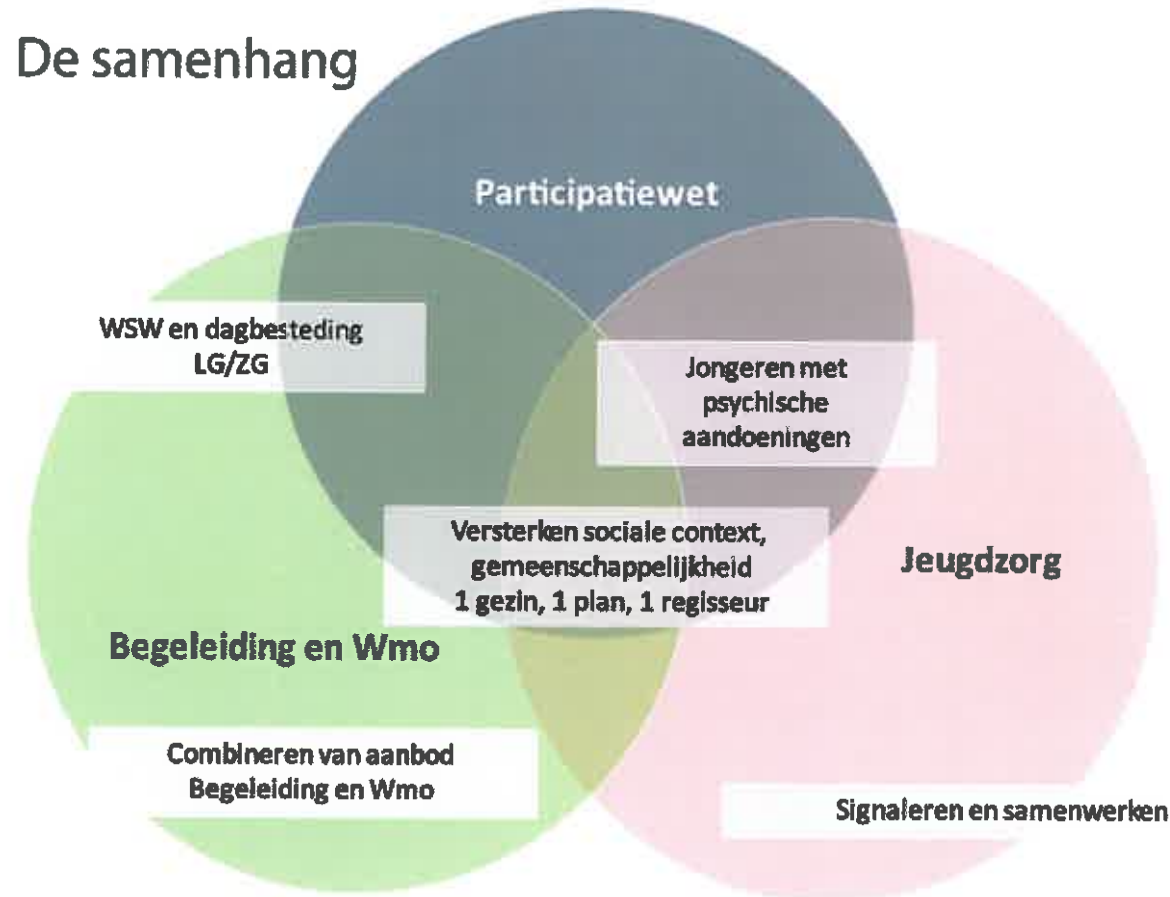 De samenhang
Participatiewet
WSW en dagbesteding
LG/ZG
Jongeren met
psychische
aandoeningen
Versterken sociale context,
gemeenschappelijkheid
1 gezin, 1 plan, 1 regisseur
Jeugdzorg
Begeleiding en Wmo
Combineren van aanbod
Begeleiding en Wmo
Signaleren en samenwerken